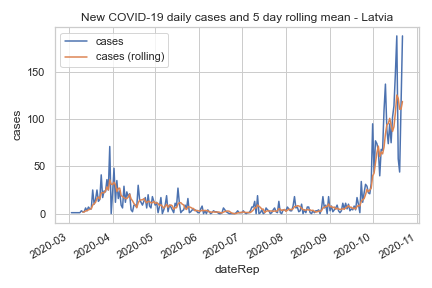 New COVID-19 daily cases and 5 day rolling mean - Latvia
cases
cases (rolling)
150
100
50
0
cases
2020-03
2020-04
2020-05
2020-06
2020-07
2020-08
2020-09
2020-10
2020-11
dateRep